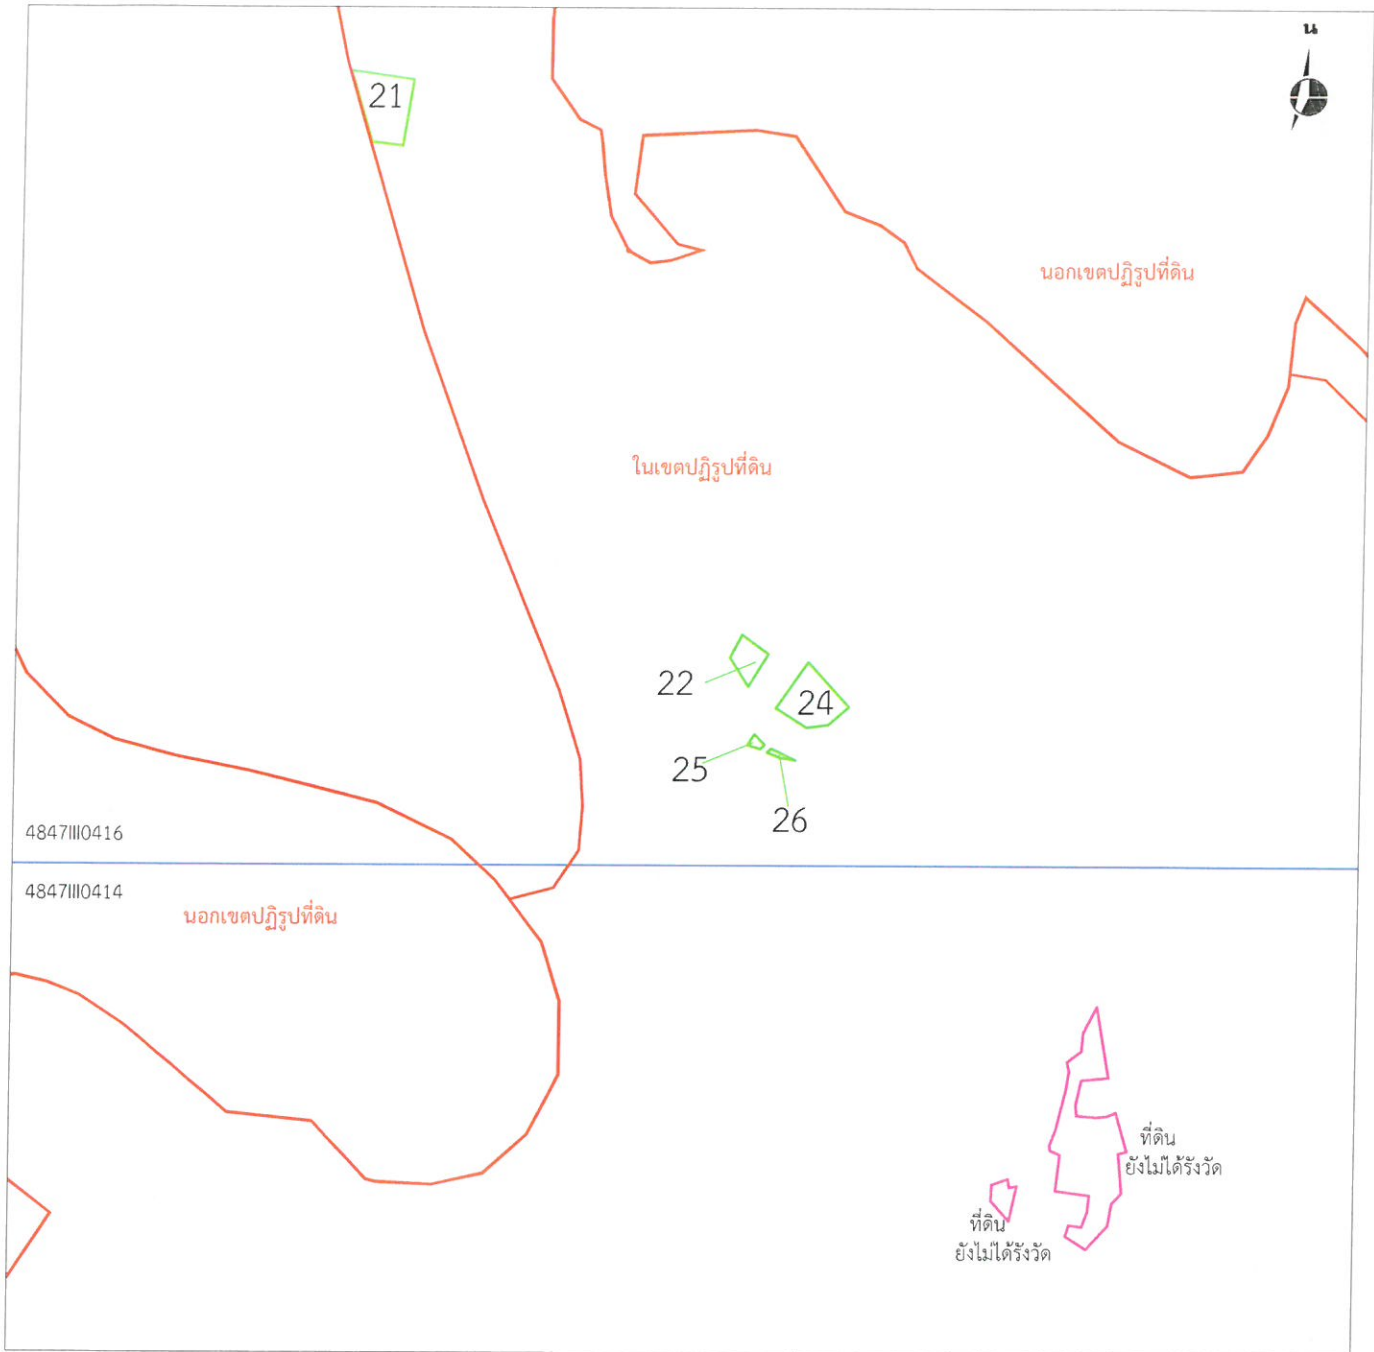 น
21
นอกเขตปฏิรูปที่ดิน
ในเขตปฏิรูปที่ดิน
22
24
25
26
4847III0416
4847III0414
นอกเขตปฏิรูปที่ดิน
ที่ดิน
ยังไม่ได้รังวัด
ที่ดิน
ยังไม่ได้รังวัด